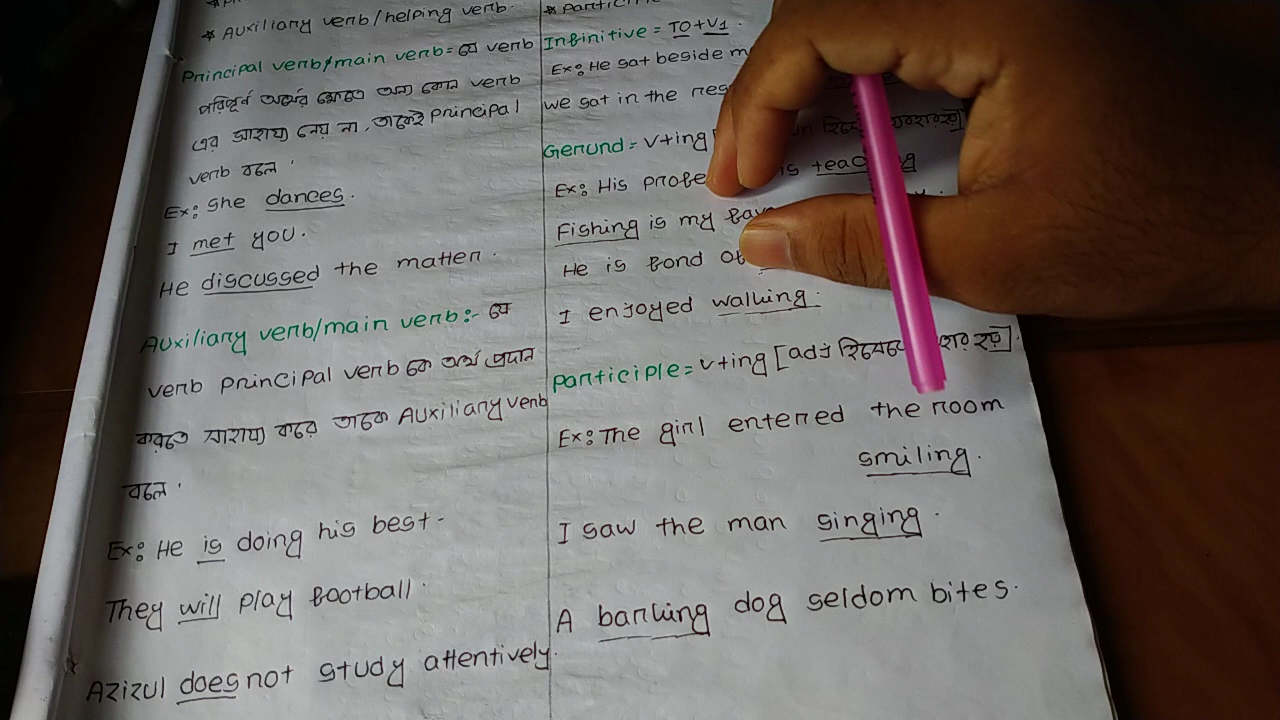 * Auxiliary verb/helping verb.
Principal verb/main verb = যে verb
পরিপূর্ণ অর্থের ক্ষেত্রে অন্য কোন verb
এর সাহায্য নেয় না, তাকেই principal
verb বলে.
Ex: She dances.
I met you.
He discussed the matter.
Auxiliary verb/main verb:- যে
verb principal verb কে অর্থ প্রদান
করতে সাহায্য করে তাকে Auxiliary verb
বলে.
Ex: He is doing his best.
They will play football.
Azizul does not study attentively.
Infinitive = To+V1.
Ex: He sat beside
we sat in the
Gerund = V+ing [
Ex: His is teaching
Fishing is my
He is fond of
I enjoyed walking.
Participle = V+ing [adj হিসেবে হয়].
Ex: The girl entered the room
smiling.
I saw the man singing.
A barking dog seldom bites.